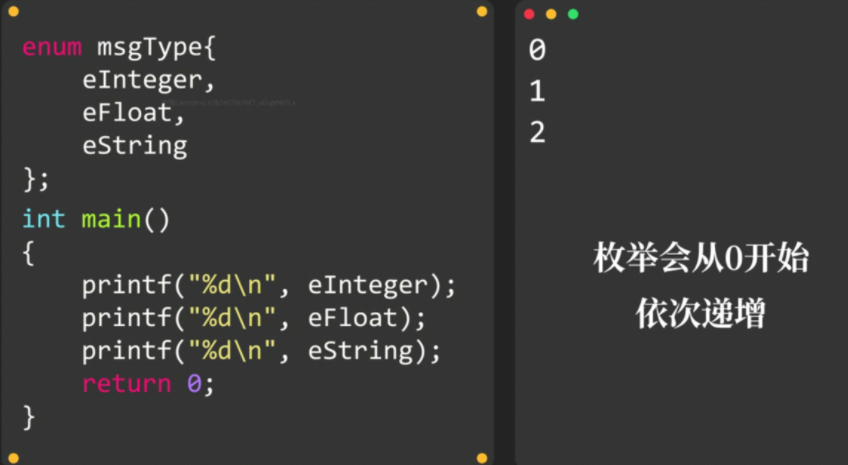 enum msgType{
    eInteger,
    eFloat,
    eString
};
int main()
{
    printf("%d\n", eInteger);
    printf("%d\n", eFloat);
    printf("%d\n", eString);
    return 0;
}
0
1
2
枚举会从0开始
依次递增